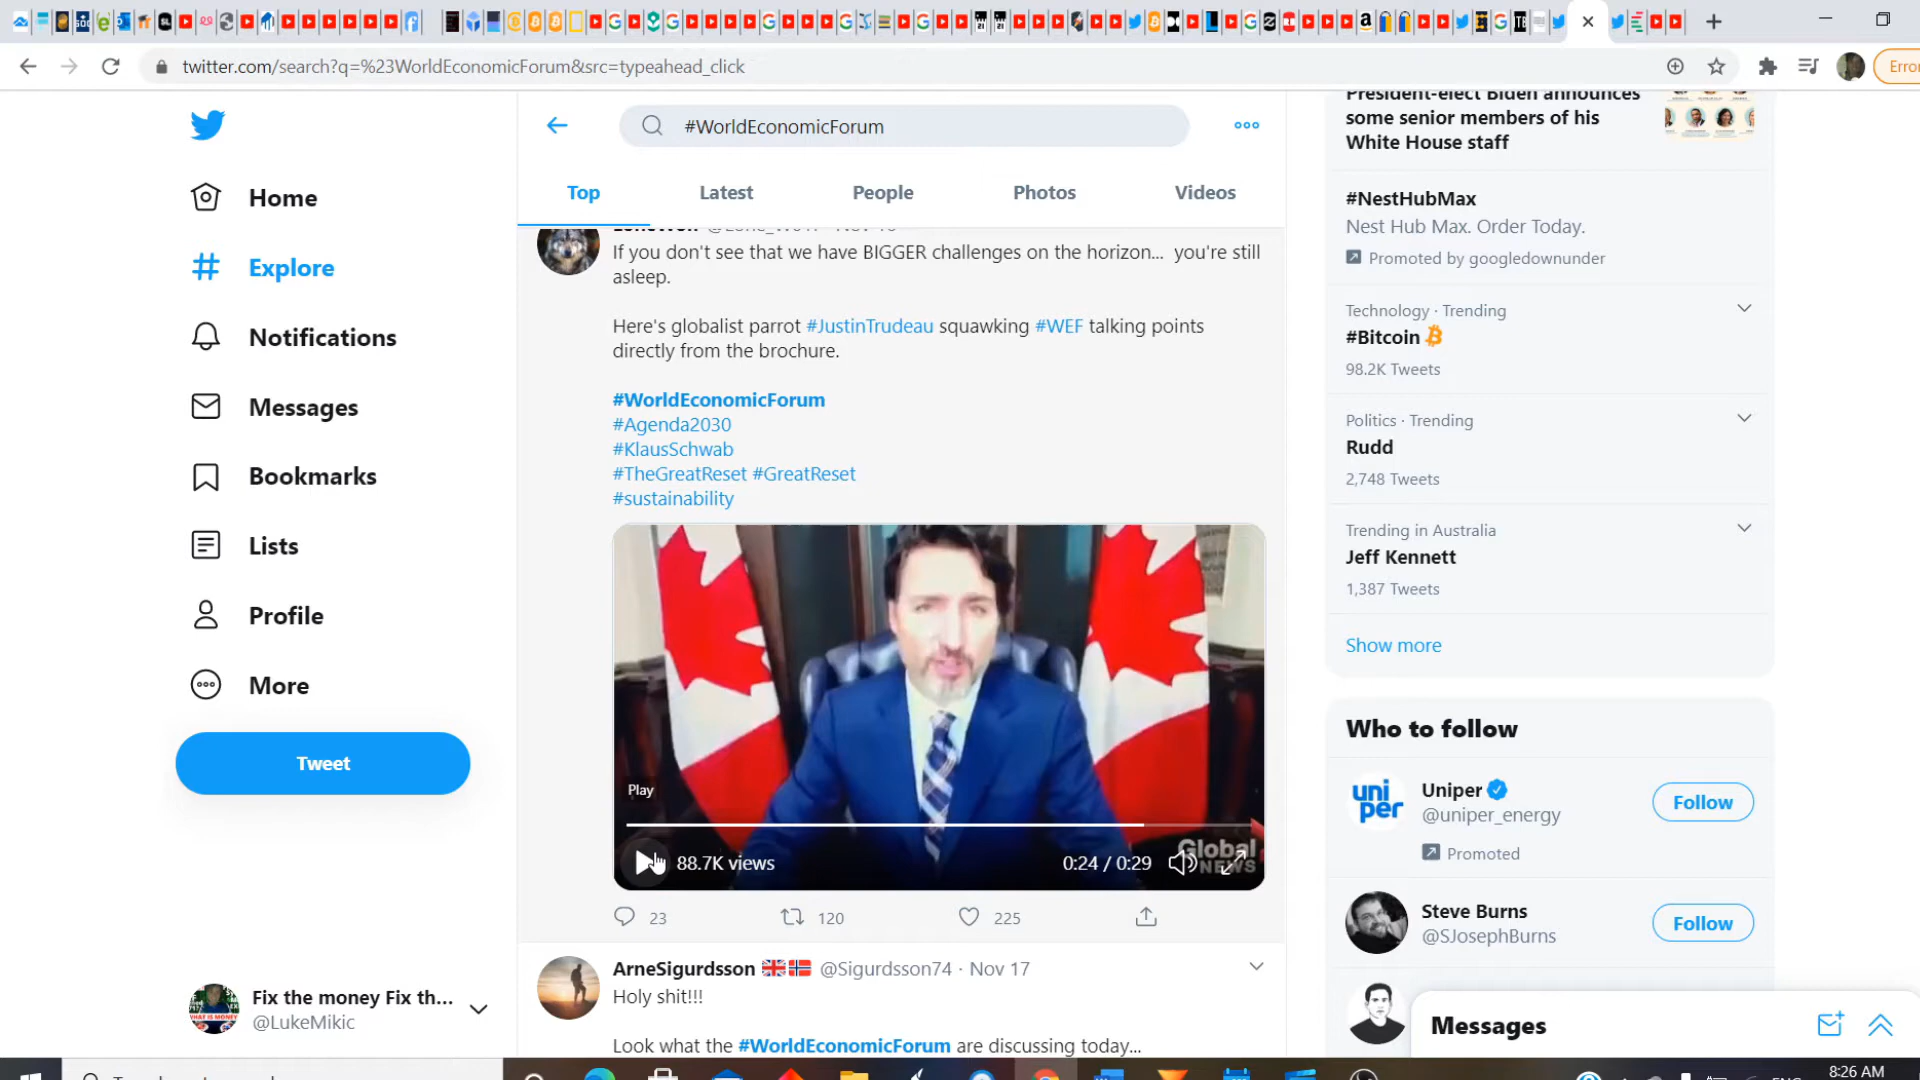 twitter.com/search?q=%23WorldEconomicForum&src=typeahead_click
Error
Home
Explore
Notifications
Messages
Bookmarks
Lists
Profile
More
Tweet
Fix the money Fix th...
@LukeMikic
#WorldEconomicForum
Top
Latest
People
Photos
Videos
If you don't see that we have BIGGER challenges on the horizon... you're still
asleep.
Here's globalist parrot #JustinTrudeau squawking #WEF talking points
directly from the brochure.
#WorldEconomicForum
#Agenda2030
#KlausSchwab
#TheGreatReset #GreatReset
#sustainability
Play
88.7K views
0:24 / 0:29
Global
NEWS
23
120
225
ArneSigurdsson @Sigurdsson74 · Nov 17
Holy shit!!!
Look what the #WorldEconomicForum are discussing today...
President-elect Biden announces
some senior members of his
White House staff
#NestHubMax
Nest Hub Max. Order Today.
Promoted by googledownunder
Technology · Trending
#Bitcoin
98.2K Tweets
Politics · Trending
Rudd
2,748 Tweets
Trending in Australia
Jeff Kennett
1,387 Tweets
Show more
Who to follow
uni
per
Uniper
@uniper_energy
Follow
Promoted
Steve Burns
@SJosephBurns
Follow
Messages
8:26 AM